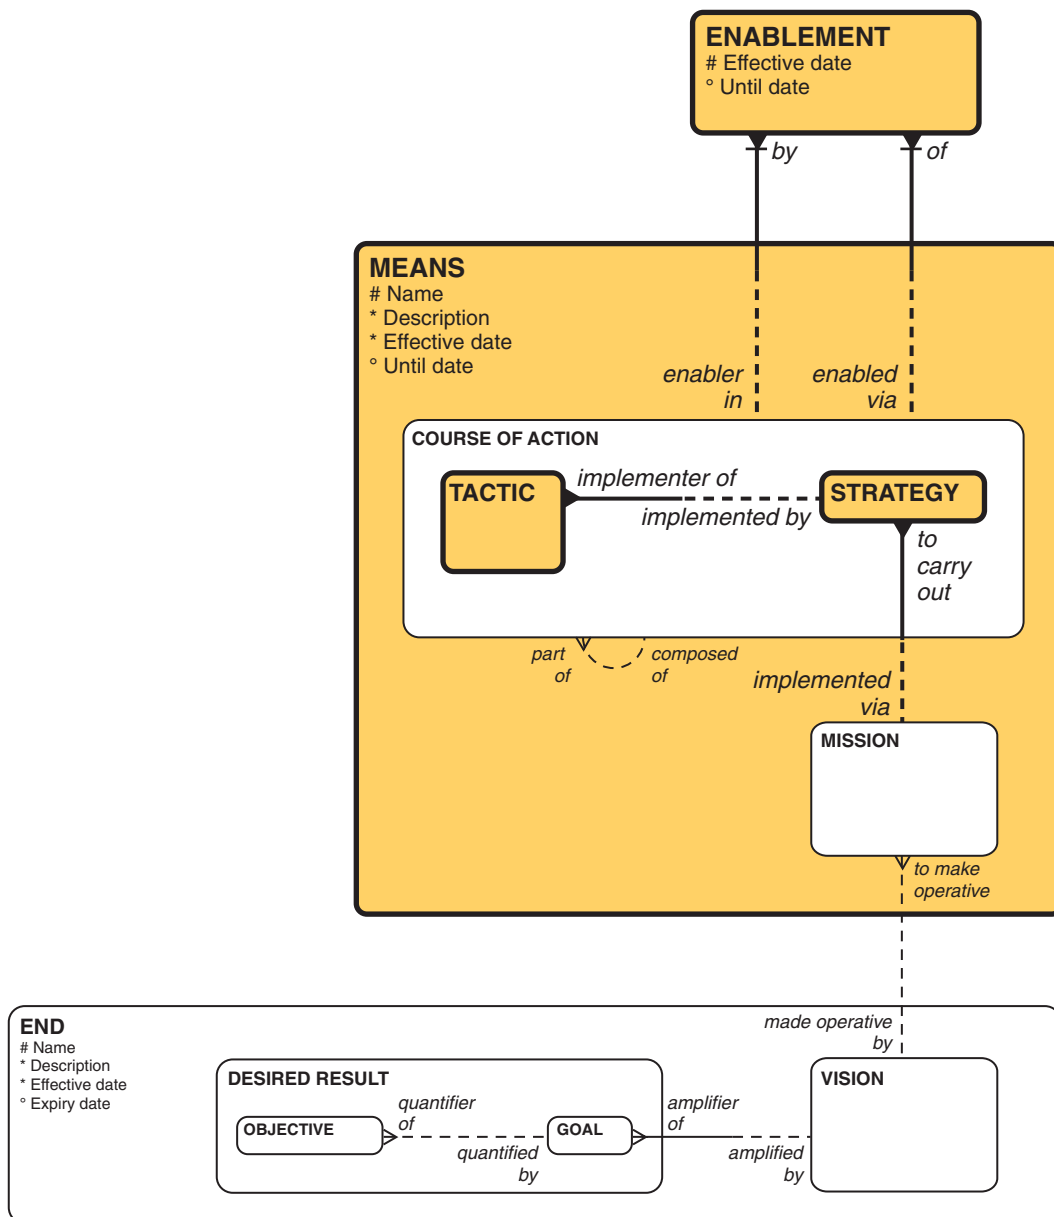 ENABLEMENT
# Effective date
° Until date
by
of
MEANS
# Name
* Description
* Effective date
° Until date
enabler
in
enabled
via
COURSE OF ACTION
TACTIC
implementer of
implemented by
STRATEGY
to
carry
out
part
of
composed
of
implemented
via
MISSION
to make
operative
END
# Name
* Description
* Effective date
° Expiry date
made operative
by
DESIRED RESULT
OBJECTIVE
quantifier
of
quantified
by
GOAL
amplifier
of
amplified
by
VISION